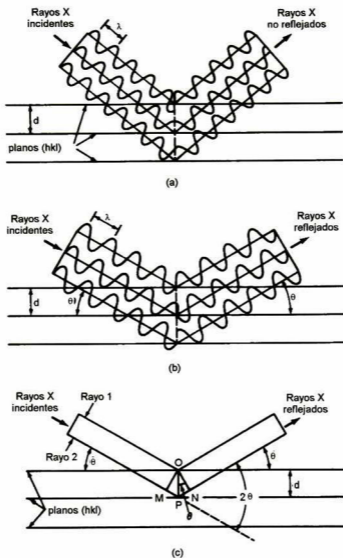 Rayos X
incidentes
λ
Rayos X
no reflejados
d
planos (hkl)
(a)
Rayos X
incidentes
λ
Rayos X
reflejados
d
θ
θ
(b)
Rayos X
incidentes
Rayo 1
Rayos X
reflejados
Rayo 2
θ
O
θ
M
P
N
2θ
d
θ
planos (hkl)
(c)